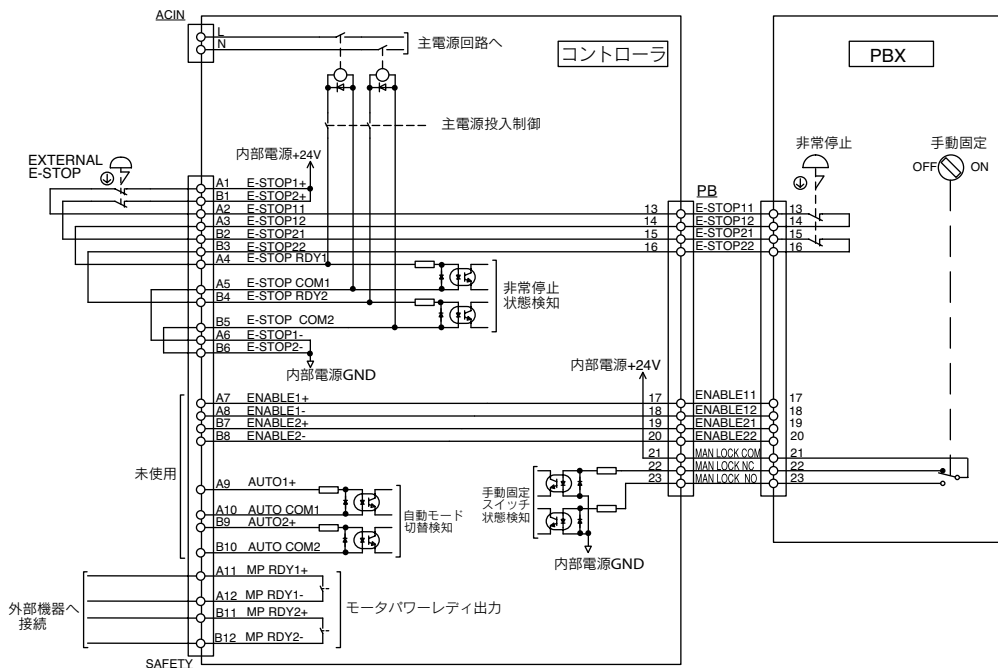 ACIN
L
N
主電源回路へ
コントローラ
PBX
主電源投入制御
非常停止
手動固定
OFF
ON
EXTERNAL
E-STOP
内部電源+24V
PB
A1 E-STOP1+
B1 E-STOP2+
A2 E-STOP11
A3 E-STOP12
B2 E-STOP21
B3 E-STOP22
A4 E-STOP RDY1
A5 E-STOP COM1
B4 E-STOP RDY2
B5 E-STOP COM2
A6 E-STOP1-
B6 E-STOP2-
13 E-STOP11 13
14 E-STOP12 14
15 E-STOP21 15
16 E-STOP22 16
非常停止
状態検知
内部電源GND
内部電源+24V
A7 ENABLE1+
A8 ENABLE1-
B7 ENABLE2+
B8 ENABLE2-
17 ENABLE11 17
18 ENABLE12 18
19 ENABLE21 19
20 ENABLE22 20
21 MAN LOCK COM 21
22 MAN LOCK NC 22
23 MAN LOCK NO 23
未使用
A9 AUTO1+
A10 AUTO COM1
B9 AUTO2+
B10 AUTO COM2
自動モード
切替検知
手動固定
スイッチ
状態検知
内部電源GND
A11 MP RDY1+
A12 MP RDY1-
B11 MP RDY2+
B12 MP RDY2-
外部機器へ
接続
モータパワーレディ出力
SAFETY